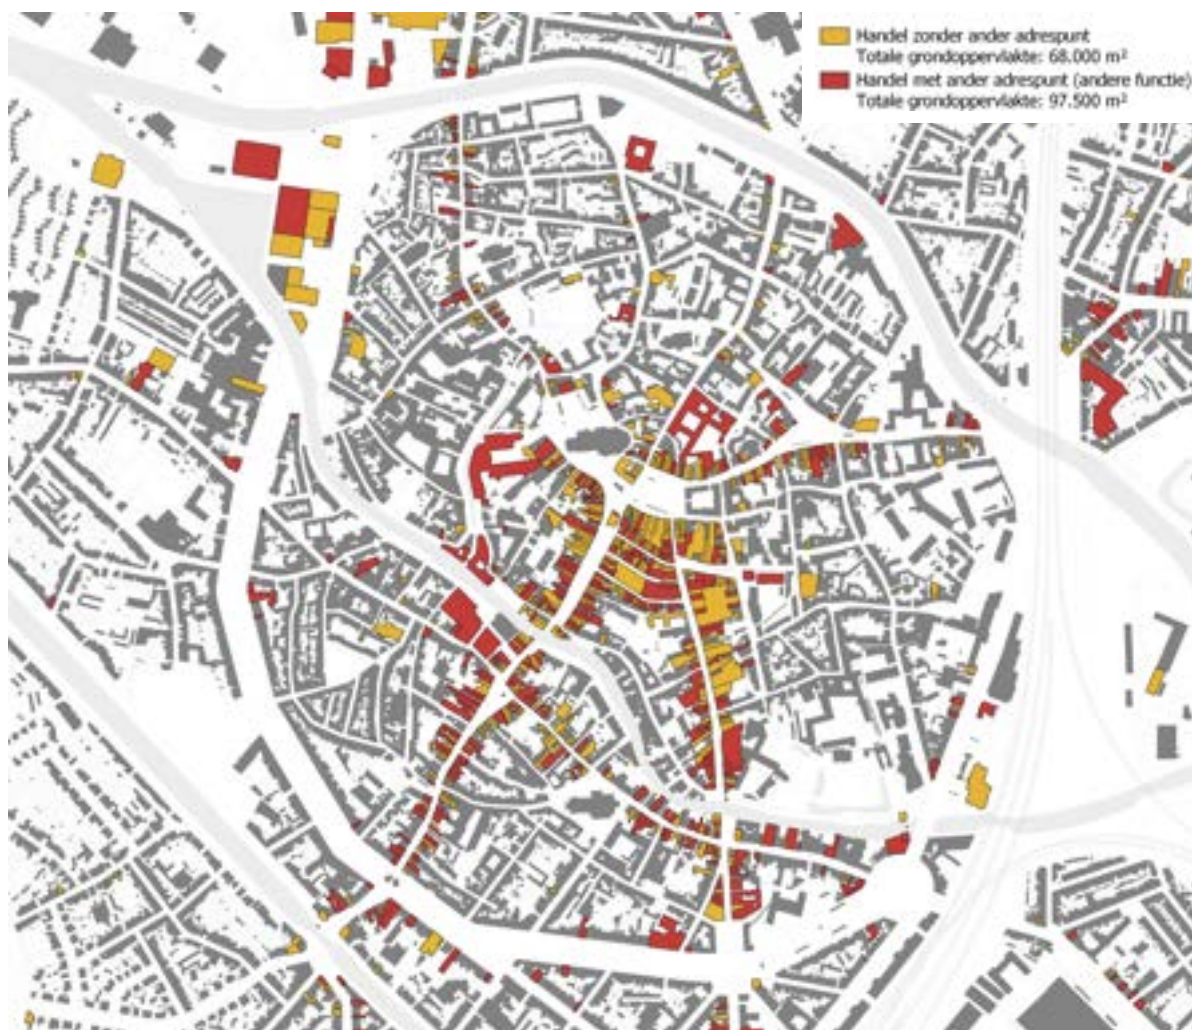 Handel zonder ander adrespunt
Totale grondoppervlakte: 68.000 m²
Handel met ander adrespunt (andere functie)
Totale grondoppervlakte: 97.500 m²